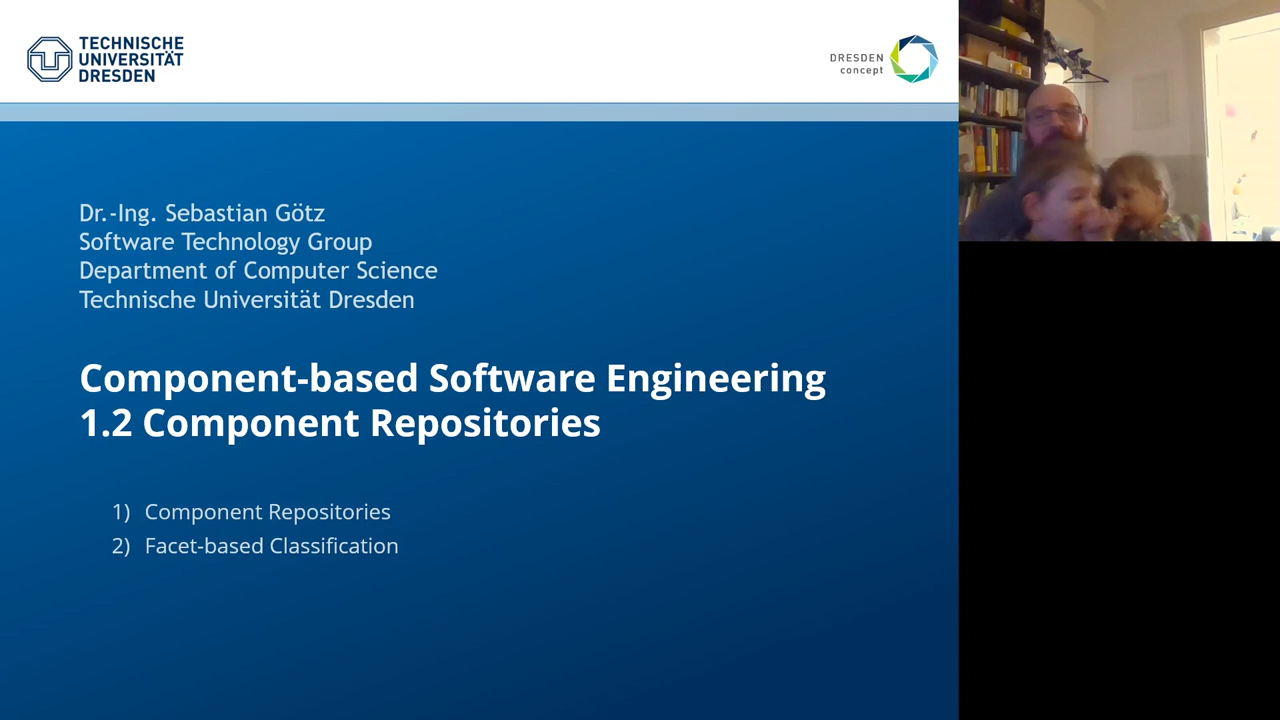 TECHNISCHE
UNIVERSITÄT
DRESDEN
DRESDEN
concept
Dr.-Ing. Sebastian Götz
Software Technology Group
Department of Computer Science
Technische Universität Dresden
Component-based Software Engineering
1.2 Component Repositories
1) Component Repositories
2) Facet-based Classification